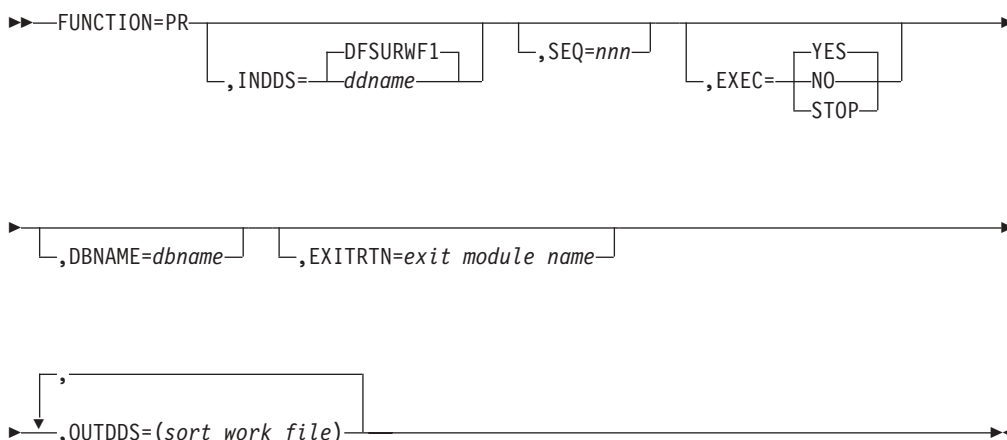 FUNCTION=PR
,INDDS=
DFSURWF1
ddname
,SEQ=nnn
,EXEC=
YES
NO
STOP
,DBNAME=dbname
,EXITRTN=exit module name
,
,OUTDDS=(sort work file)